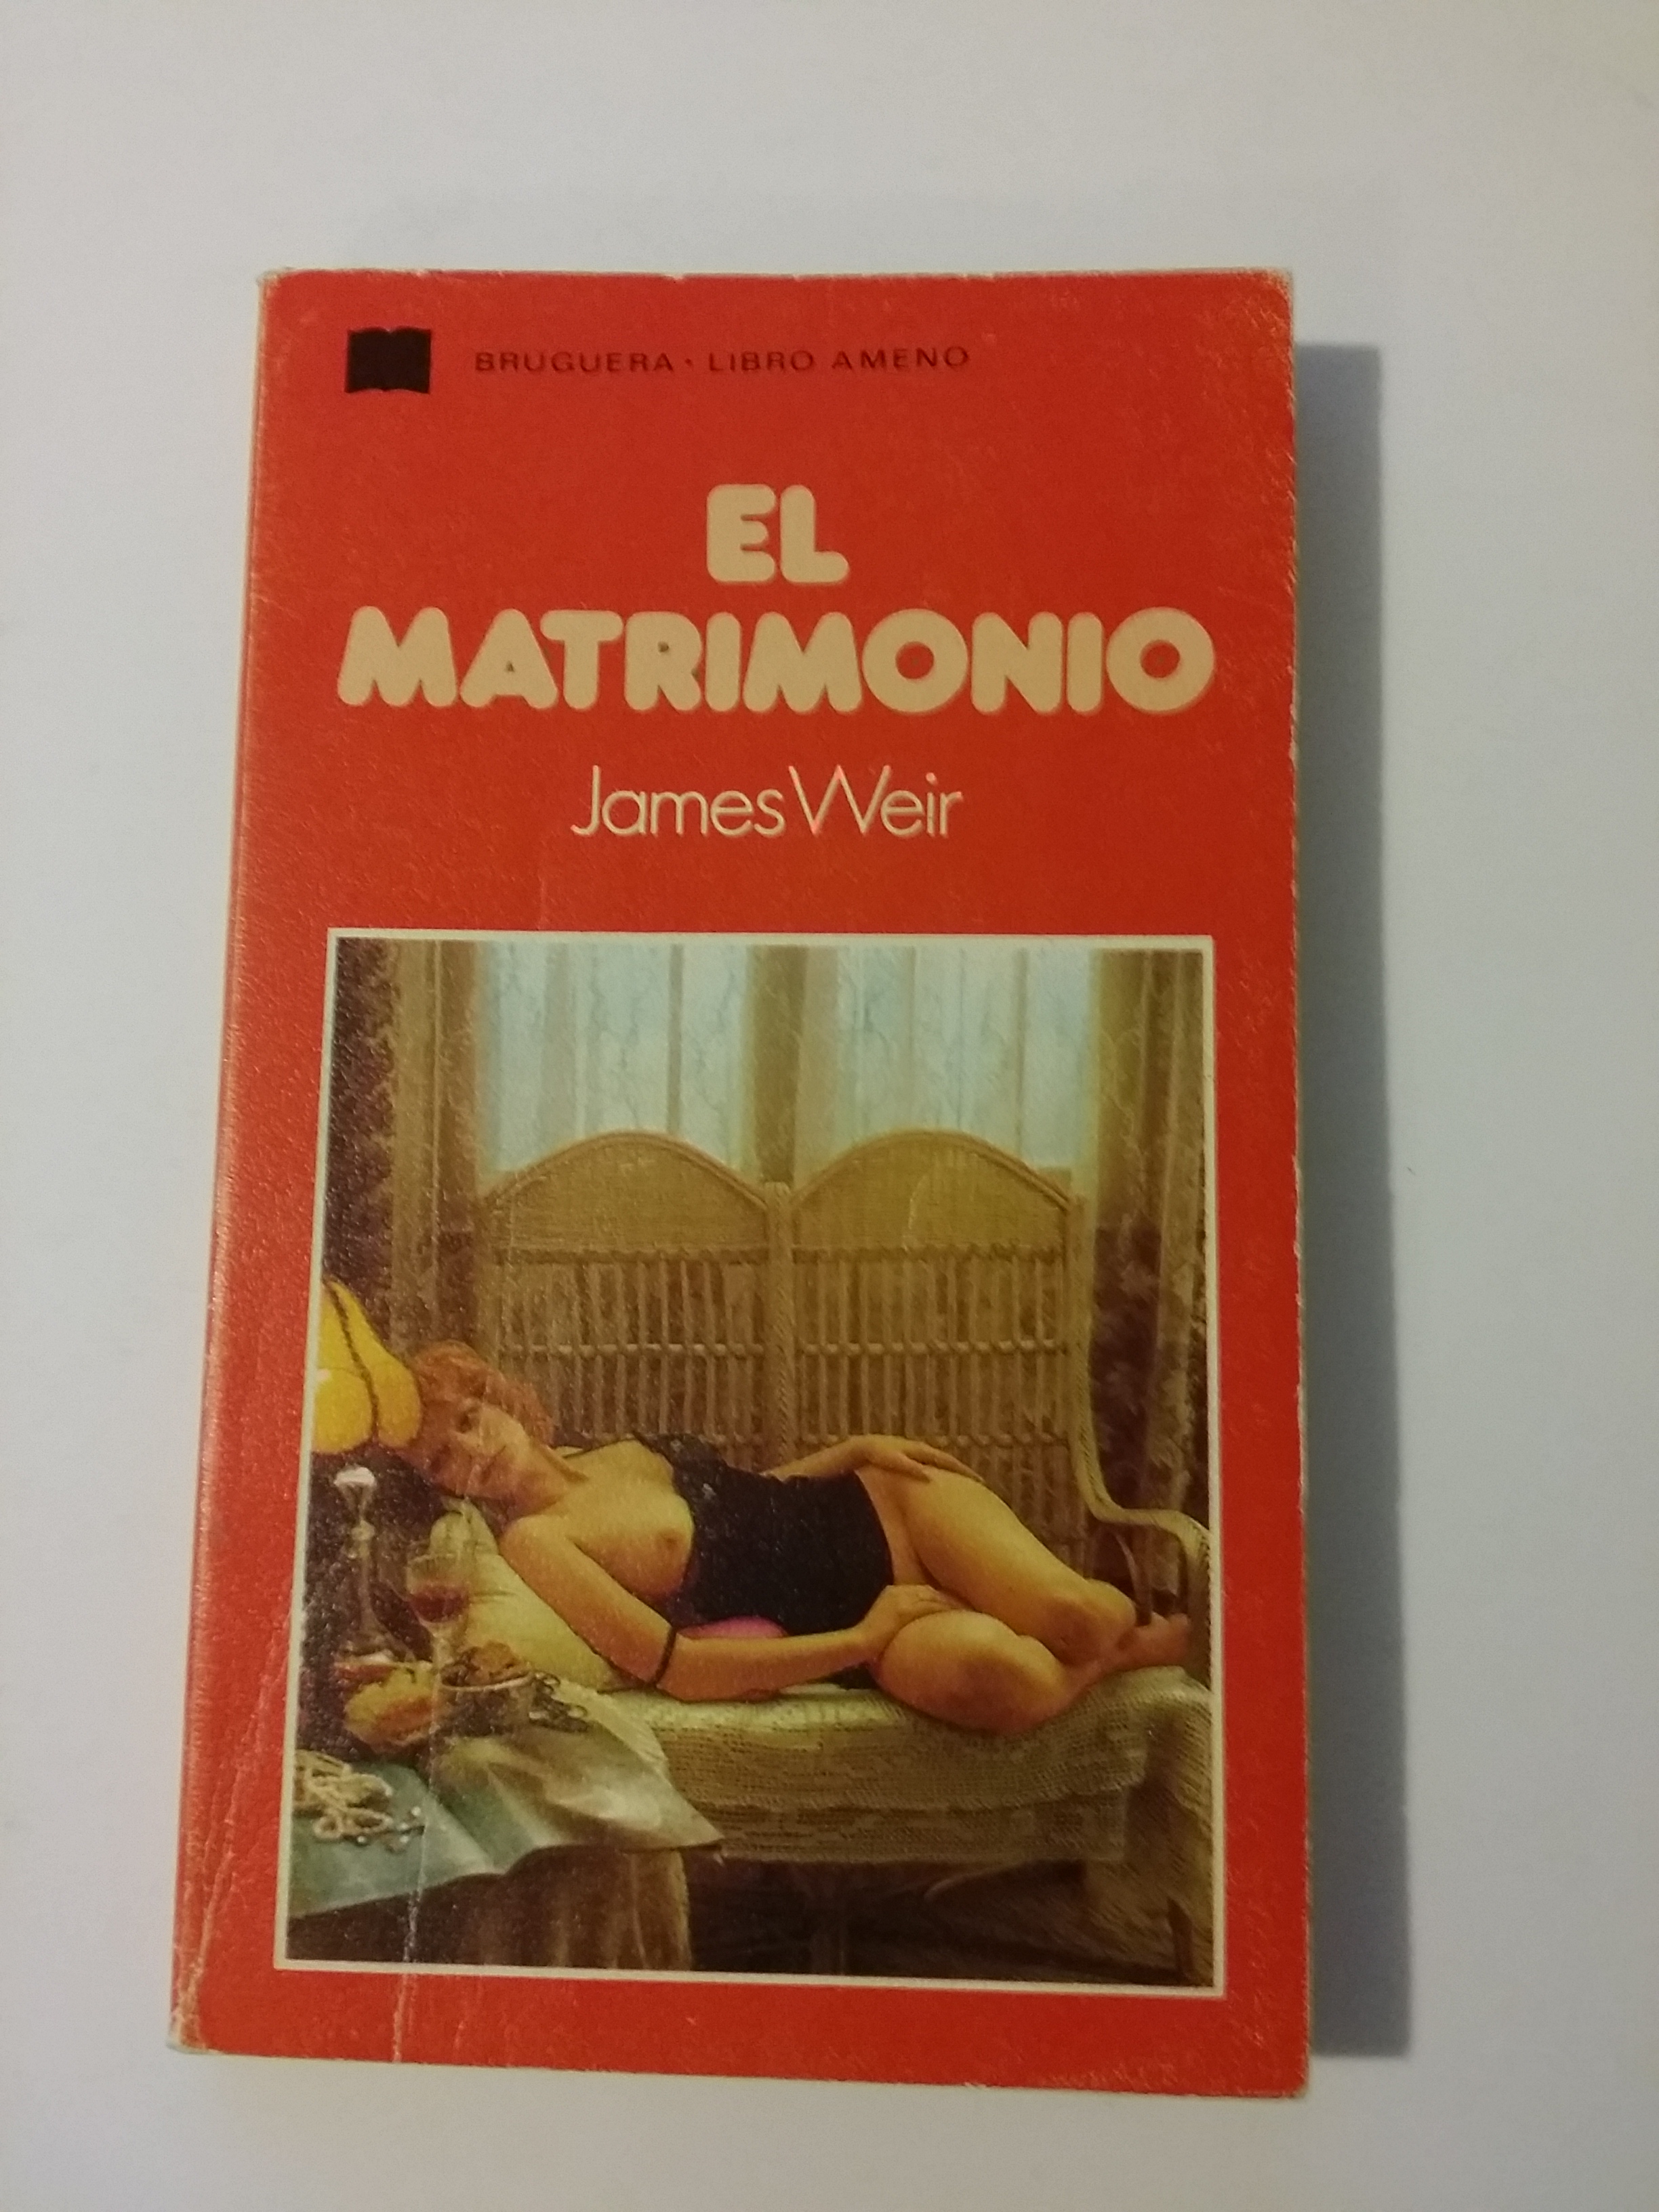 BRUGUERA · LIBRO AMENO
EL
MATRIMONIO
James Weir